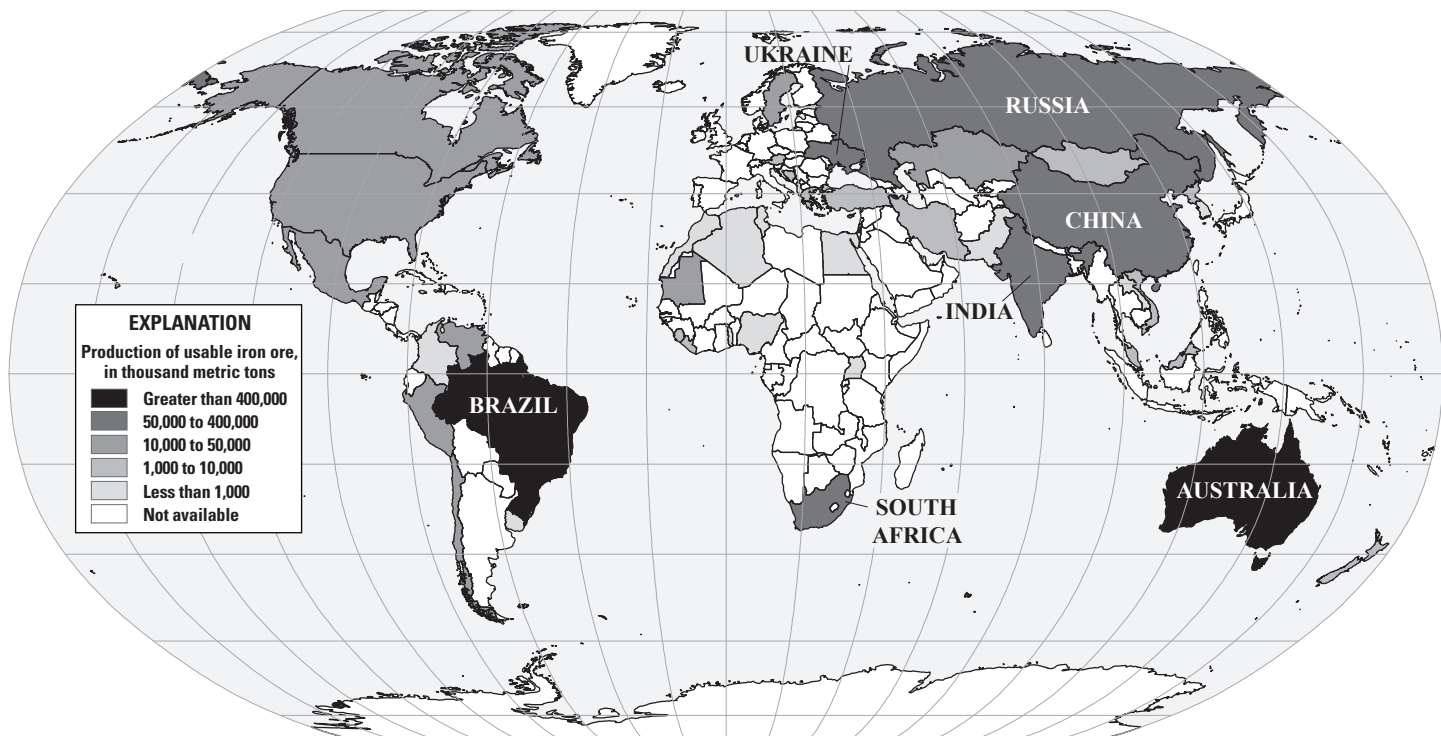 UKRAINE
RUSSIA
CHINA
INDIA
BRAZIL
AUSTRALIA
SOUTH
AFRICA
EXPLANATION
Production of usable iron ore,
in thousand metric tons
Greater than 400,000
50,000 to 400,000
10,000 to 50,000
1,000 to 10,000
Less than 1,000
Not available